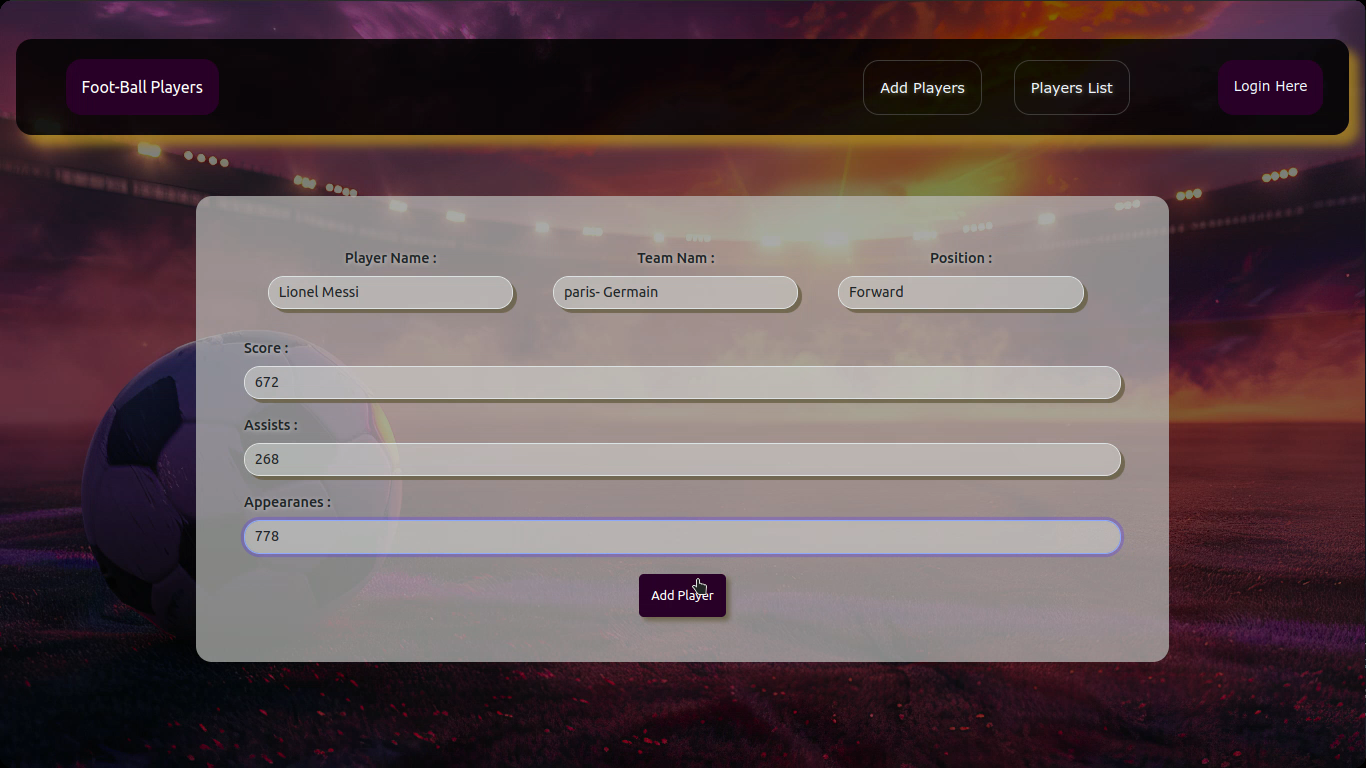 Foot-Ball Players
Add Players
Players List
Login Here
Player Name :
Team Nam :
Position :
Lionel Messi
paris- Germain
Forward
Score :
672
Assists :
268
Appearanes :
778
Add Player